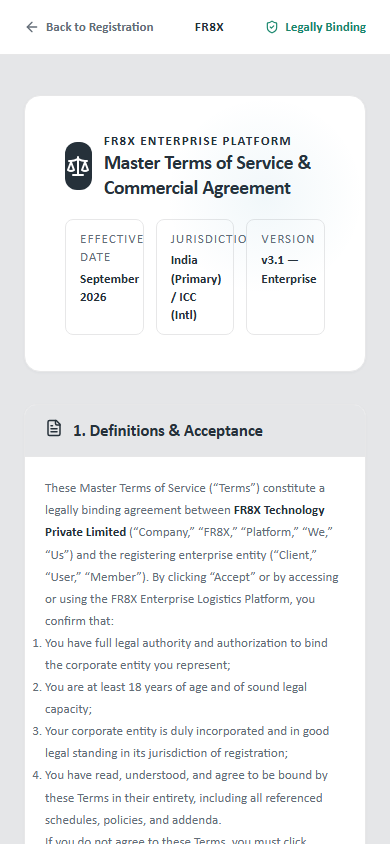 Back to Registration
FR8X
Legally Binding
FR8X ENTERPRISE PLATFORM
Master Terms of Service &
Commercial Agreement
EFFECTIVE
DATE
September
2026
JURISDICTIO
India
(Primary)
/ ICC
(Intl)
VERSION
v3.1 —
Enterprise
1. Definitions & Acceptance
These Master Terms of Service (“Terms”) constitute a
legally binding agreement between FR8X Technology
Private Limited (“Company,” “FR8X,” “Platform,” “We,”
“Us”) and the registering enterprise entity (“Client,”
“User,” “Member”). By clicking “Accept” or by accessing
or using the FR8X Enterprise Logistics Platform, you
confirm that:
1. You have full legal authority and authorization to bind
the corporate entity you represent;
2. You are at least 18 years of age and of sound legal
capacity;
3. Your corporate entity is duly incorporated and in good
legal standing in its jurisdiction of registration;
4. You have read, understood, and agree to be bound by
these Terms in their entirety, including all referenced
schedules, policies, and addenda.
If you do not agree to these Terms, you must click